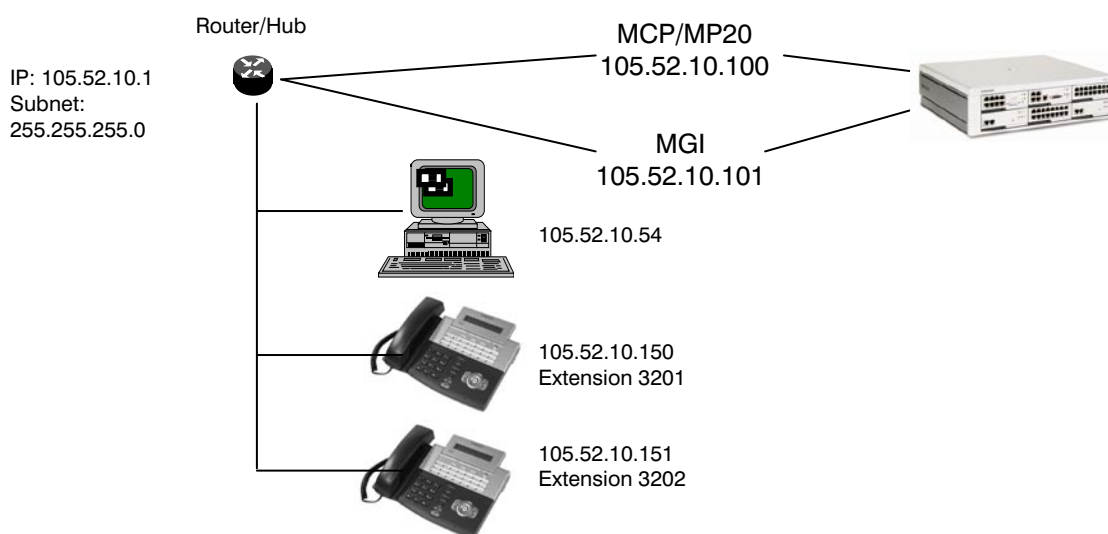 Router/Hub
IP: 105.52.10.1
Subnet:
255.255.255.0
MCP/MP20
105.52.10.100
MGI
105.52.10.101
105.52.10.54
105.52.10.150
Extension 3201
105.52.10.151
Extension 3202